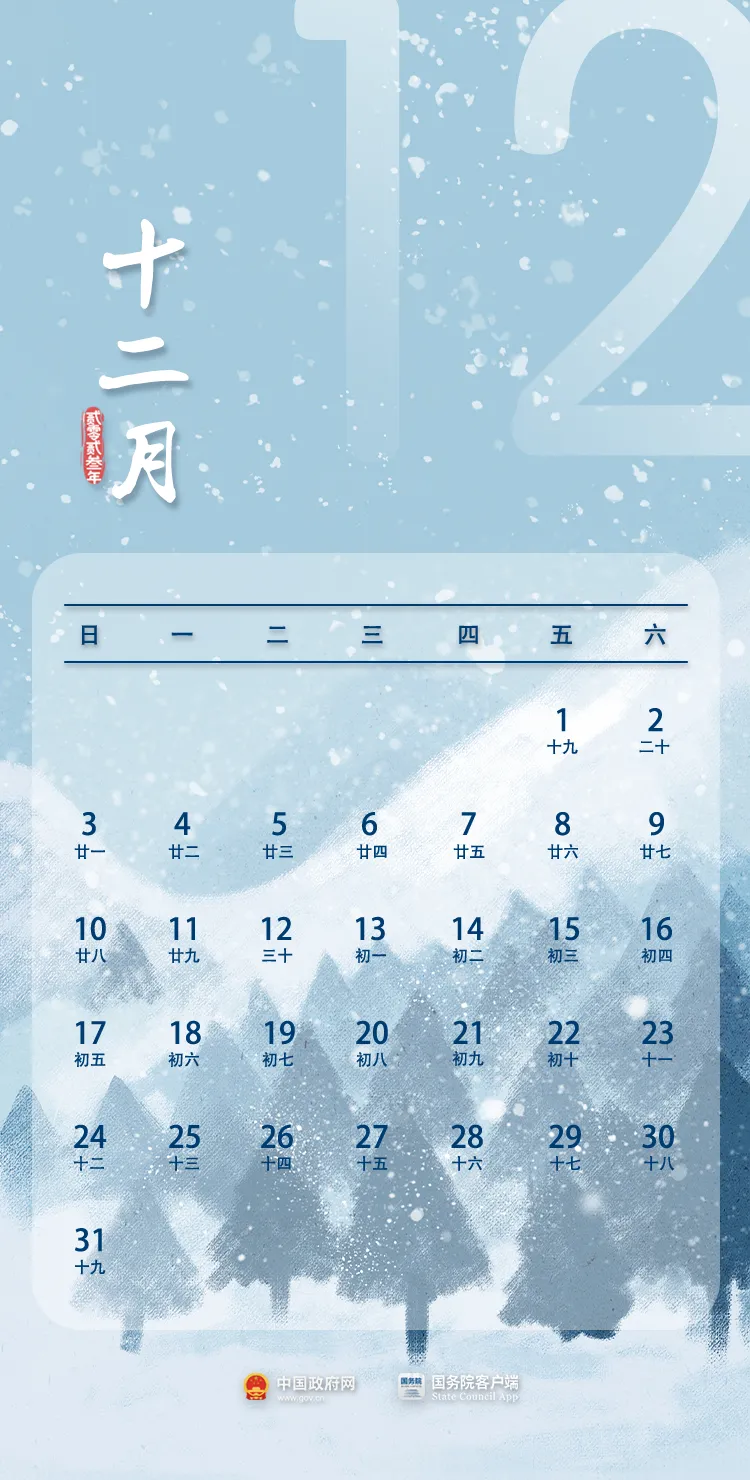 12
十二月
贰零贰叁年
日 一 二 三 四 五 六
1 2
十九 二十
3 4 5 6 7 8 9
廿一 廿二 廿三 廿四 廿五 廿六 廿七
10 11 12 13 14 15 16
廿八 廿九 三十 初一 初二 初三 初四
17 18 19 20 21 22 23
初五 初六 初七 初八 初九 初十 十一
24 25 26 27 28 29 30
十二 十三 十四 十五 十六 十七 十八
31
十九
中国政府网 国务院 国务院客户端
www.gov.cn State Council App